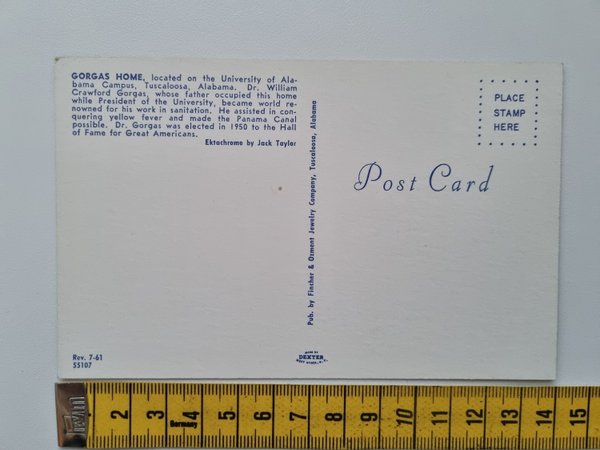 GORGAS HOME, located on the University of Ala-
bama Campus, Tuscaloosa, Alabama. Dr. William
Crawford Gorgas, whose father occupied this home
while President of the University, became world re-
nowned for his work in sanitation. He assisted in con-
quering yellow fever and made the Panama Canal
possible. Dr. Gorgas was elected in 1950 to the Hall
of Fame for Great Americans.
Ektachrome by Jack Taylor
Pub. by Fincher & Ozment Jewelry Company, Tuscaloosa, Alabama
PLACE
STAMP
HERE
Post Card
Rev. 7-61
55107
MADE BY
DEXTER
WEST NYACK, N. Y.
2 3 4 5 6 7 8 9 10 11 12 13 14 15
Germany